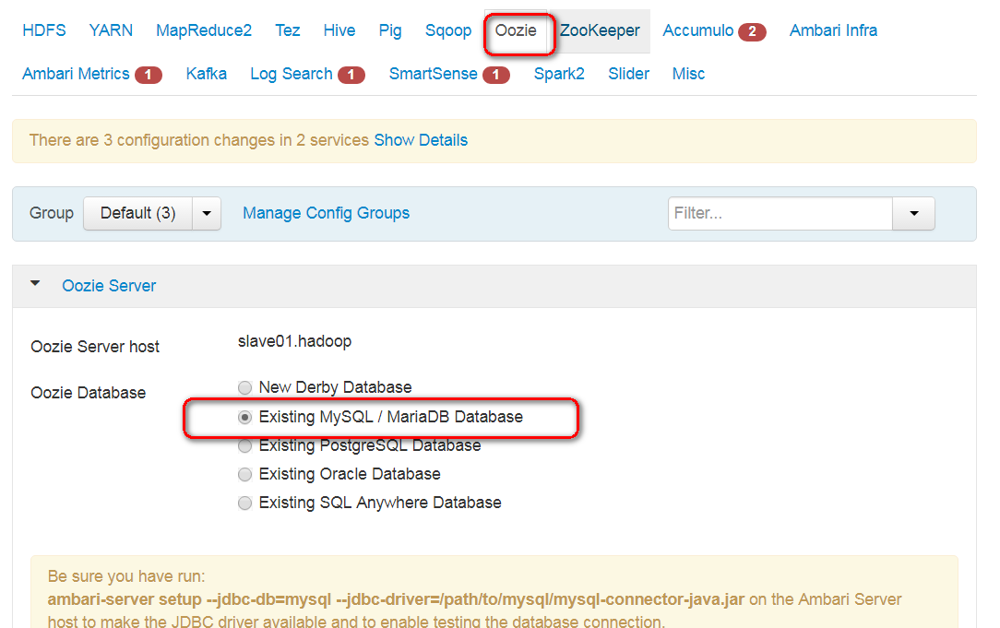 HDFS YARN MapReduce2 Tez Hive Pig Sqoop Oozie ZooKeeper Accumulo 2 Ambari Infra
Ambari Metrics 1 Kafka Log Search 1 SmartSense 1 Spark2 Slider Misc
There are 3 configuration changes in 2 services Show Details
Group Default (3) Manage Config Groups Filter...
Oozie Server
Oozie Server host slave01.hadoop
Oozie Database New Derby Database
Existing MySQL / MariaDB Database
Existing PostgreSQL Database
Existing Oracle Database
Existing SQL Anywhere Database
Be sure you have run:
ambari-server setup --jdbc-db=mysql --jdbc-driver=/path/to/mysql/mysql-connector-java.jar on the Ambari Server
host to make the JDBC driver available and to enable testing the database connection.